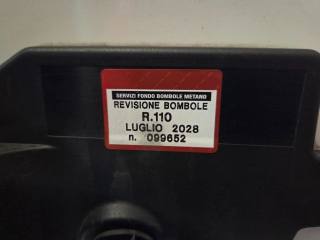 SERVIZI FONDO BOMBOLE METANO
REVISIONE BOMBOLE
R.110
LUGLIO 2028
n. 099652